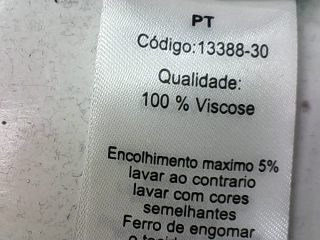 PT
Código:13388-30
Qualidade:
100 % Viscose
Encolhimento maximo 5%
lavar ao contrario
lavar com cores
semelhantes
Ferro de engomar